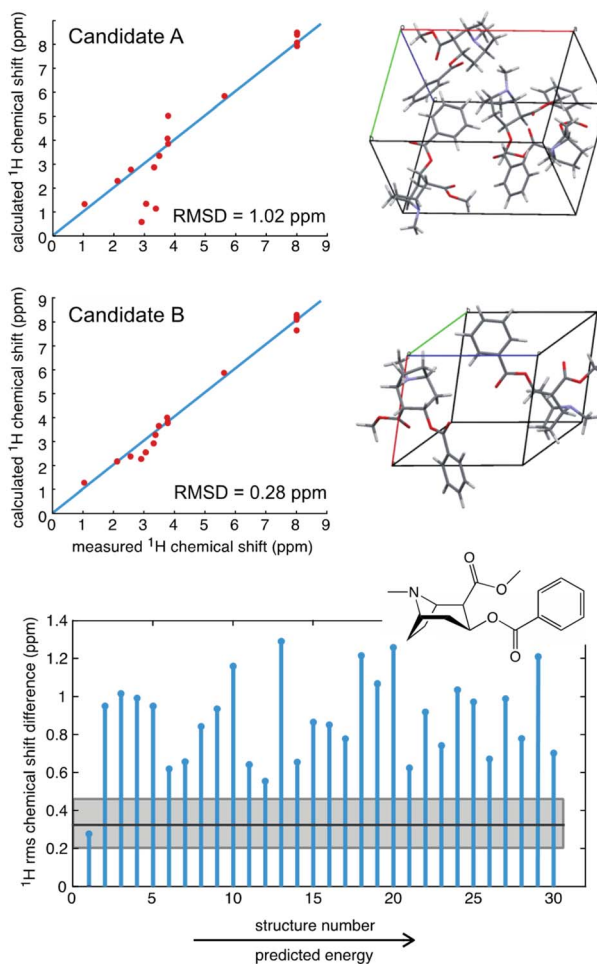 calculated ¹H chemical shift (ppm)
8
7
6
5
4
3
2
1
0
Candidate A
RMSD = 1.02 ppm
0 1 2 3 4 5 6 7 8 9
calculated ¹H chemical shift (ppm)
9
8
7
6
5
4
3
2
1
0
Candidate B
RMSD = 0.28 ppm
0 1 2 3 4 5 6 7 8 9
measured ¹H chemical shift (ppm)
N
O
O
O
O
¹H rms chemical shift difference (ppm)
1.4
1.2
1
0.8
0.6
0.4
0.2
0
0 5 10 15 20 25 30
structure number
predicted energy